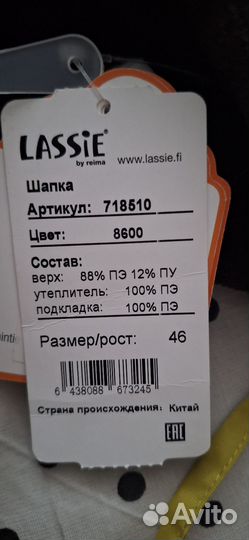 LASSIE®
by reima
www.lassie.fi
Шапка
Артикул: 718510
Цвет: 8600
Состав:
верх: 88% ПЭ 12% ПУ
утеплитель: 100% ПЭ
подкладка: 100% ПЭ
Размер/рост: 46
6 438088 673245
Страна происхождения: Китай
EAC
Avito